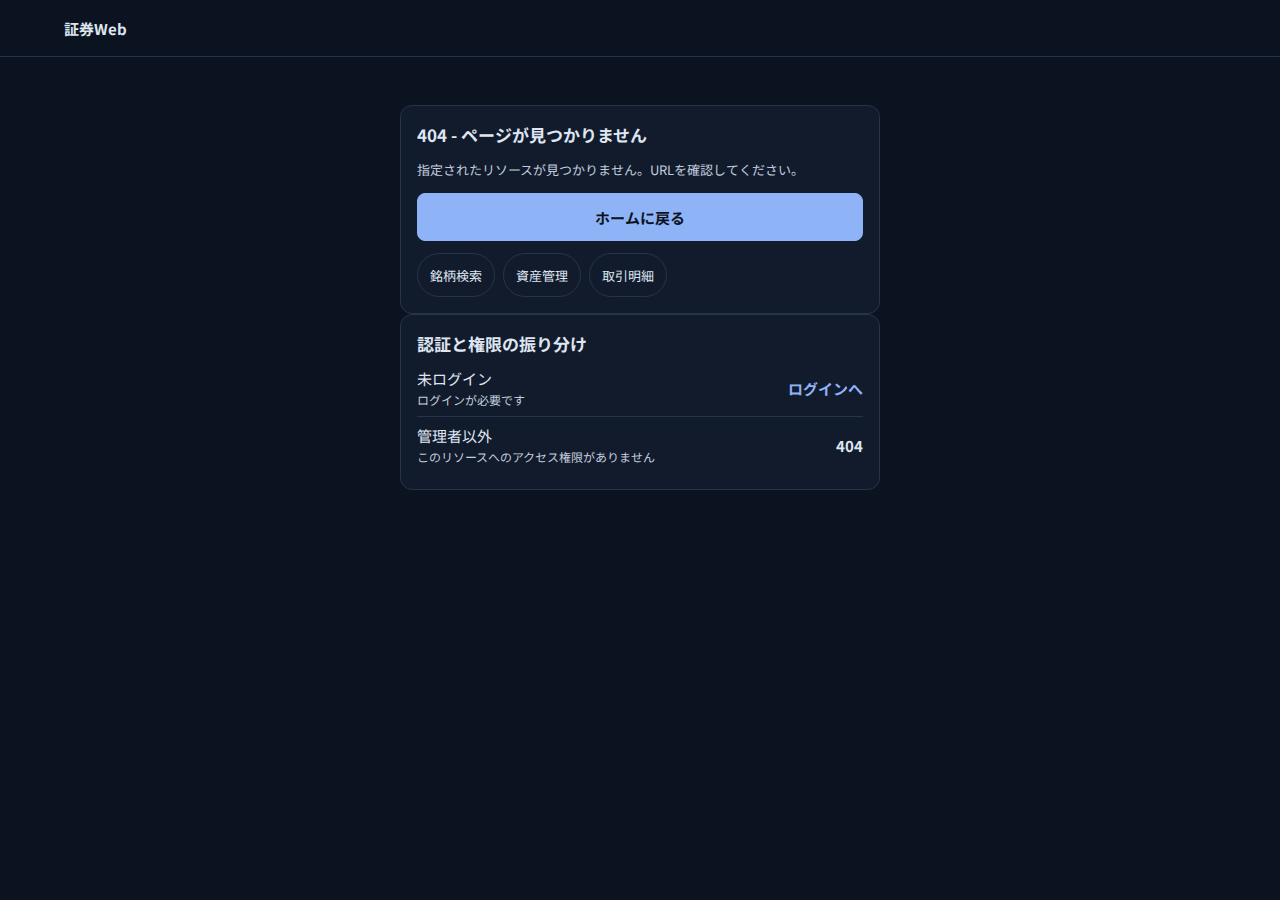 証券Web
404 - ページが見つかりません
指定されたリソースが見つかりません。URLを確認してください。
ホームに戻る
銘柄検索 資産管理 取引明細
認証と権限の振り分け
未ログイン
ログインが必要です
ログインへ
管理者以外
このリソースへのアクセス権限がありません
404